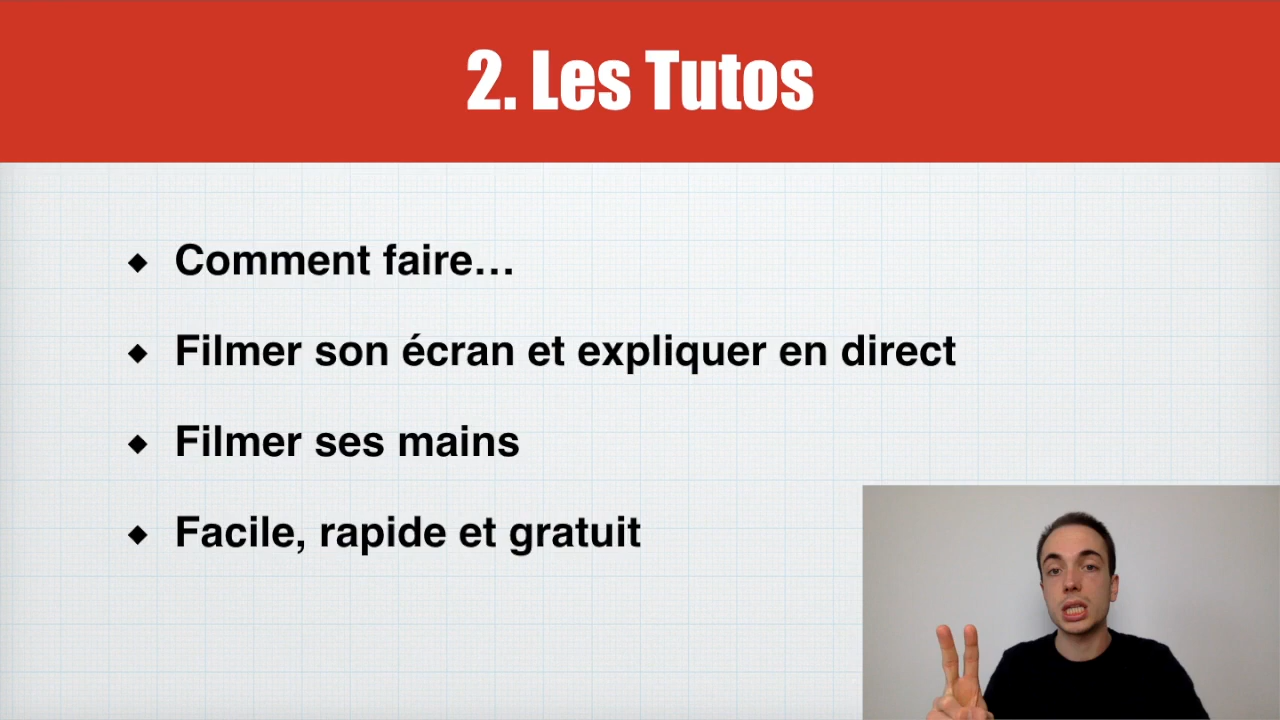 2. Les Tutos
Comment faire…
Filmer son écran et expliquer en direct
Filmer ses mains
Facile, rapide et gratuit